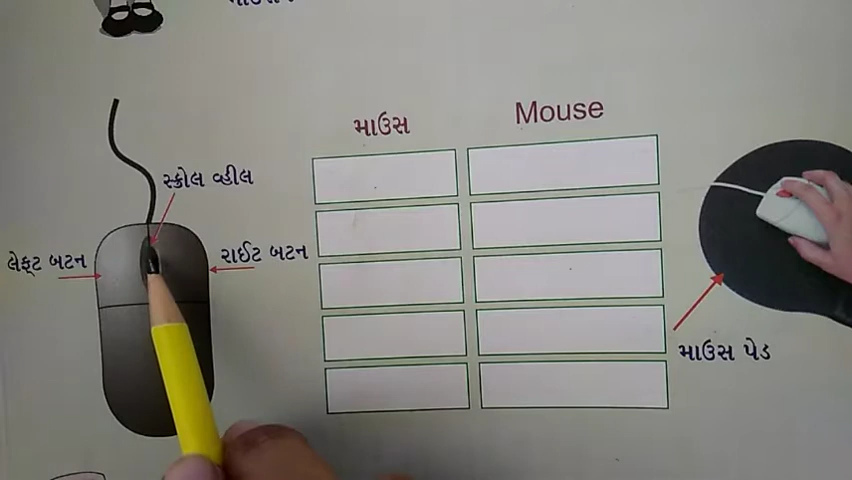 માઉસ
Mouse
સ્ક્રોલ વ્હીલ
લેફ્ટ બટન
રાઈટ બટન
માઉસ પેડ